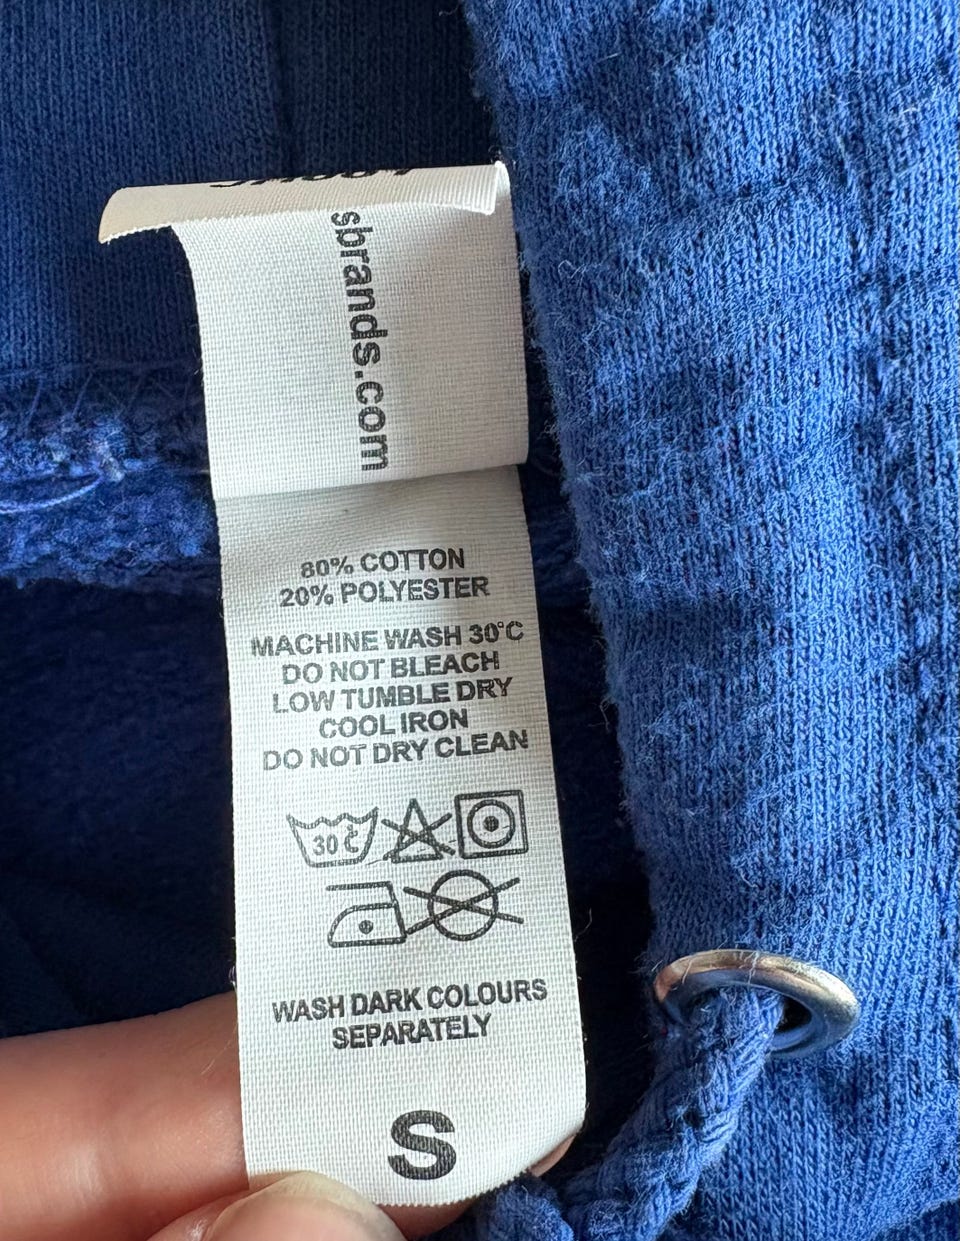 sbrands.com
80% COTTON
20% POLYESTER
MACHINE WASH 30°C
DO NOT BLEACH
LOW TUMBLE DRY
COOL IRON
DO NOT DRY CLEAN
30°C
WASH DARK COLOURS
SEPARATELY
S